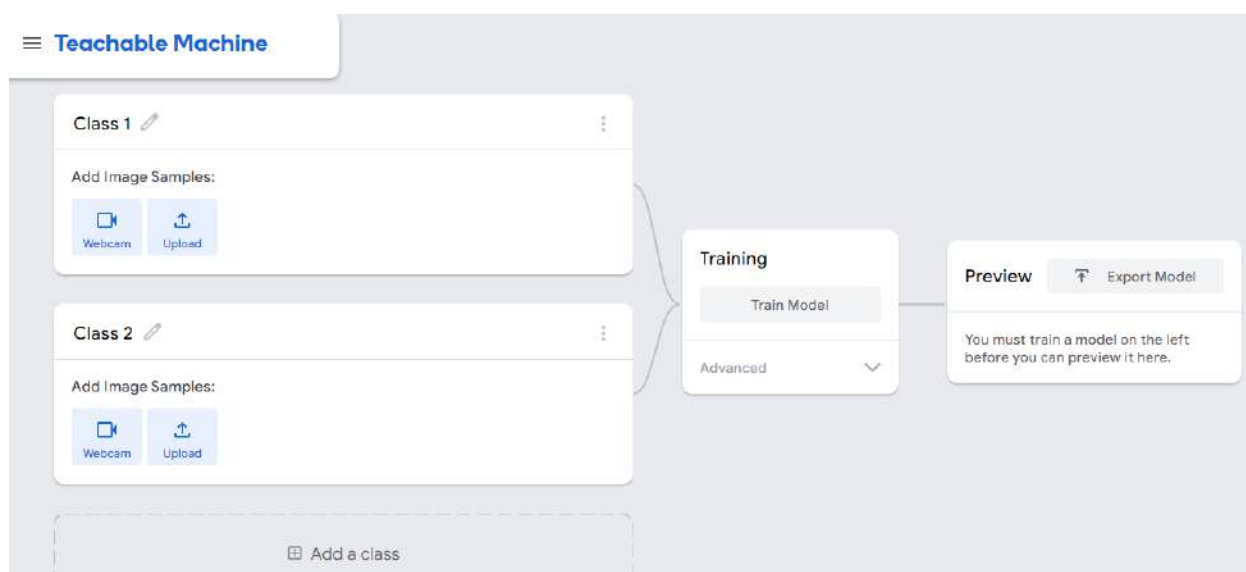 Teachable Machine
Class 1
Add Image Samples:
Webcam Upload
Class 2
Add Image Samples:
Webcam Upload
Add a class
Training
Train Model
Advanced
Preview
Export Model
You must train a model on the left
before you can preview it here.